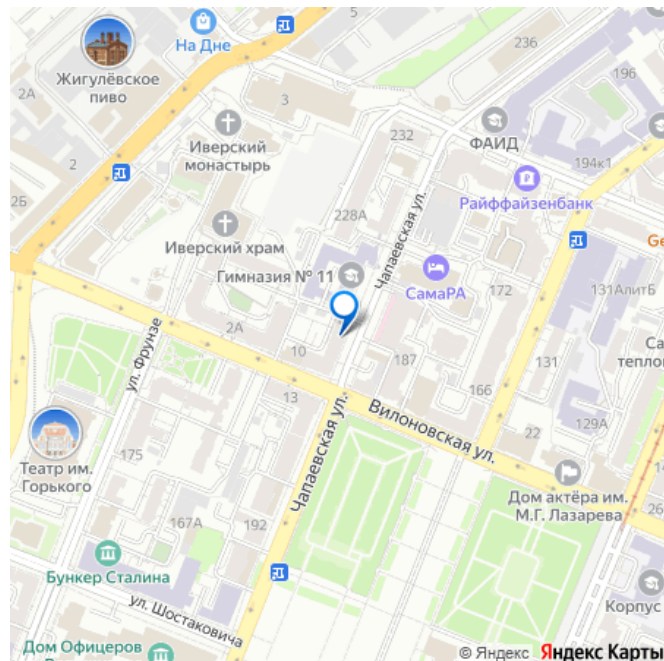 На Дне
236
Жигулёвское
пиво
196
2А
3
Иверский
монастырь
232
ФАИД
194к1
2
Райффайзенбанк
2Б
228А
Чапаевская ул.
Иверский храм
Гимназия № 11
СамаРА
172
131АлитБ
ул. Фрунзе
2А
10
187
131
166
13
Вилоновская ул.
129А
22
Театр им.
Горького
175
Чапаевская ул.
Дом актёра им.
М.Г. Лазарева
26
167А
192
Бункер Сталина
ул. Шостаковича
Корпус
Дом Офицеров
© Яндекс Яндекс Карты